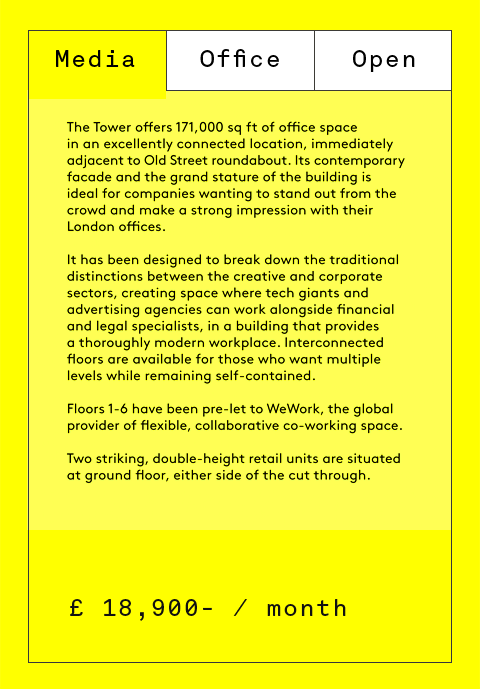 Media Office Open
The Tower offers 171,000 sq ft of office space
in an excellently connected location, immediately
adjacent to Old Street roundabout. Its contemporary
facade and the grand stature of the building is
ideal for companies wanting to stand out from the
crowd and make a strong impression with their
London offices.
It has been designed to break down the traditional
distinctions between the creative and corporate
sectors, creating space where tech giants and
advertising agencies can work alongside financial
and legal specialists, in a building that provides
a thoroughly modern workplace. Interconnected
floors are available for those who want multiple
levels while remaining self-contained.
Floors 1-6 have been pre-let to WeWork, the global
provider of flexible, collaborative co-working space.
Two striking, double-height retail units are situated
at ground floor, either side of the cut through.
£ 18,900- / month